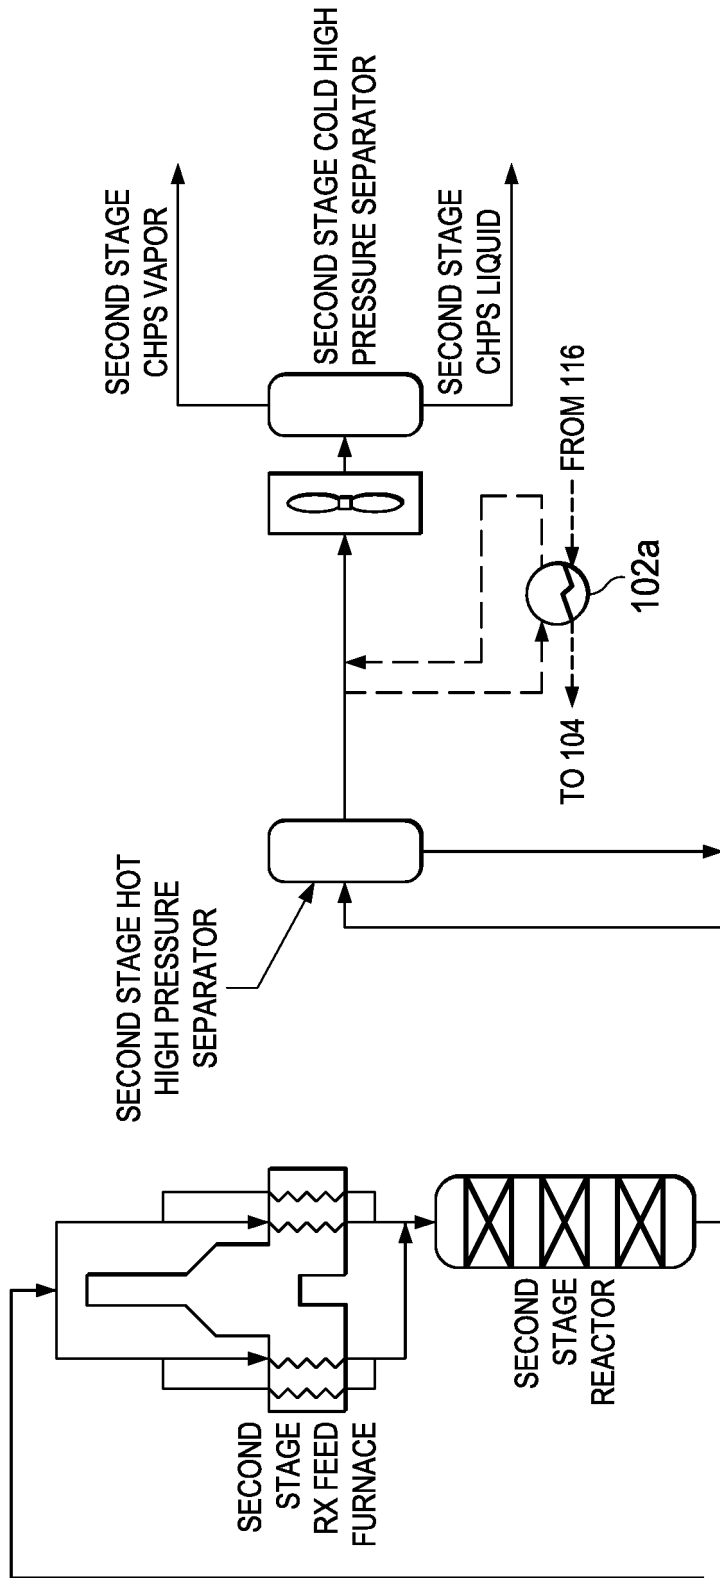 SECOND STAGE
CHPS VAPOR
SECOND STAGE COLD HIGH
PRESSURE SEPARATOR
SECOND STAGE
CHPS LIQUID
FROM 116
102a
TO 104
SECOND STAGE HOT
HIGH PRESSURE
SEPARATOR
SECOND
STAGE
RX FEED
FURNACE
SECOND
STAGE
REACTOR